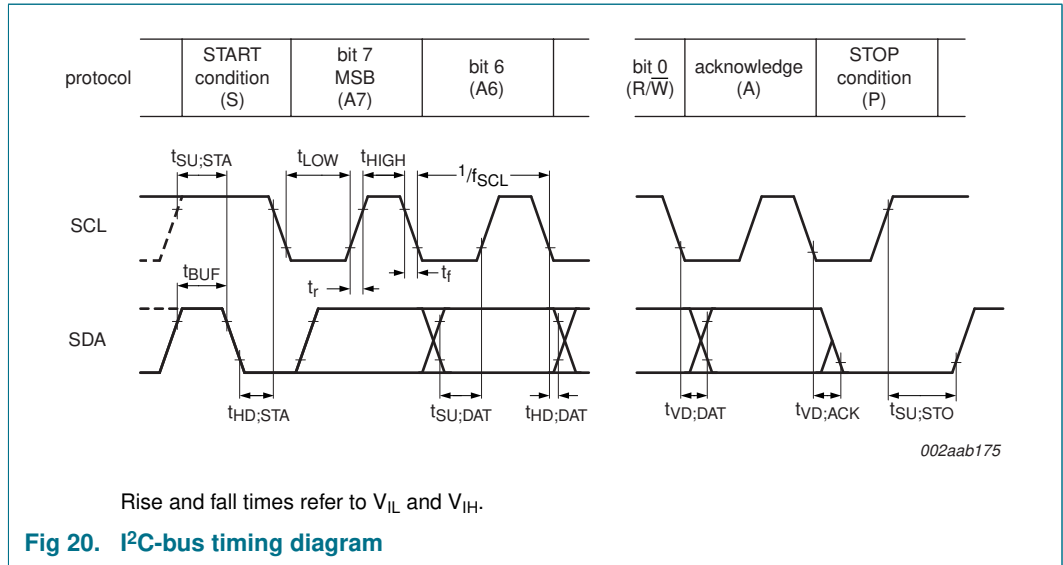 protocol
START
condition
(S)
bit 7
MSB
(A7)
bit 6
(A6)
bit 0
(R/W̅)
acknowledge
(A)
STOP
condition
(P)
tSU;STA
tLOW
tHIGH
1/fSCL
SCL
tBUF
tr
tf
SDA
tHD;STA
tSU;DAT
tHD;DAT
tVD;DAT
tVD;ACK
tSU;STO
002aab175
Rise and fall times refer to VIL and VIH.
Fig 20. I²C-bus timing diagram